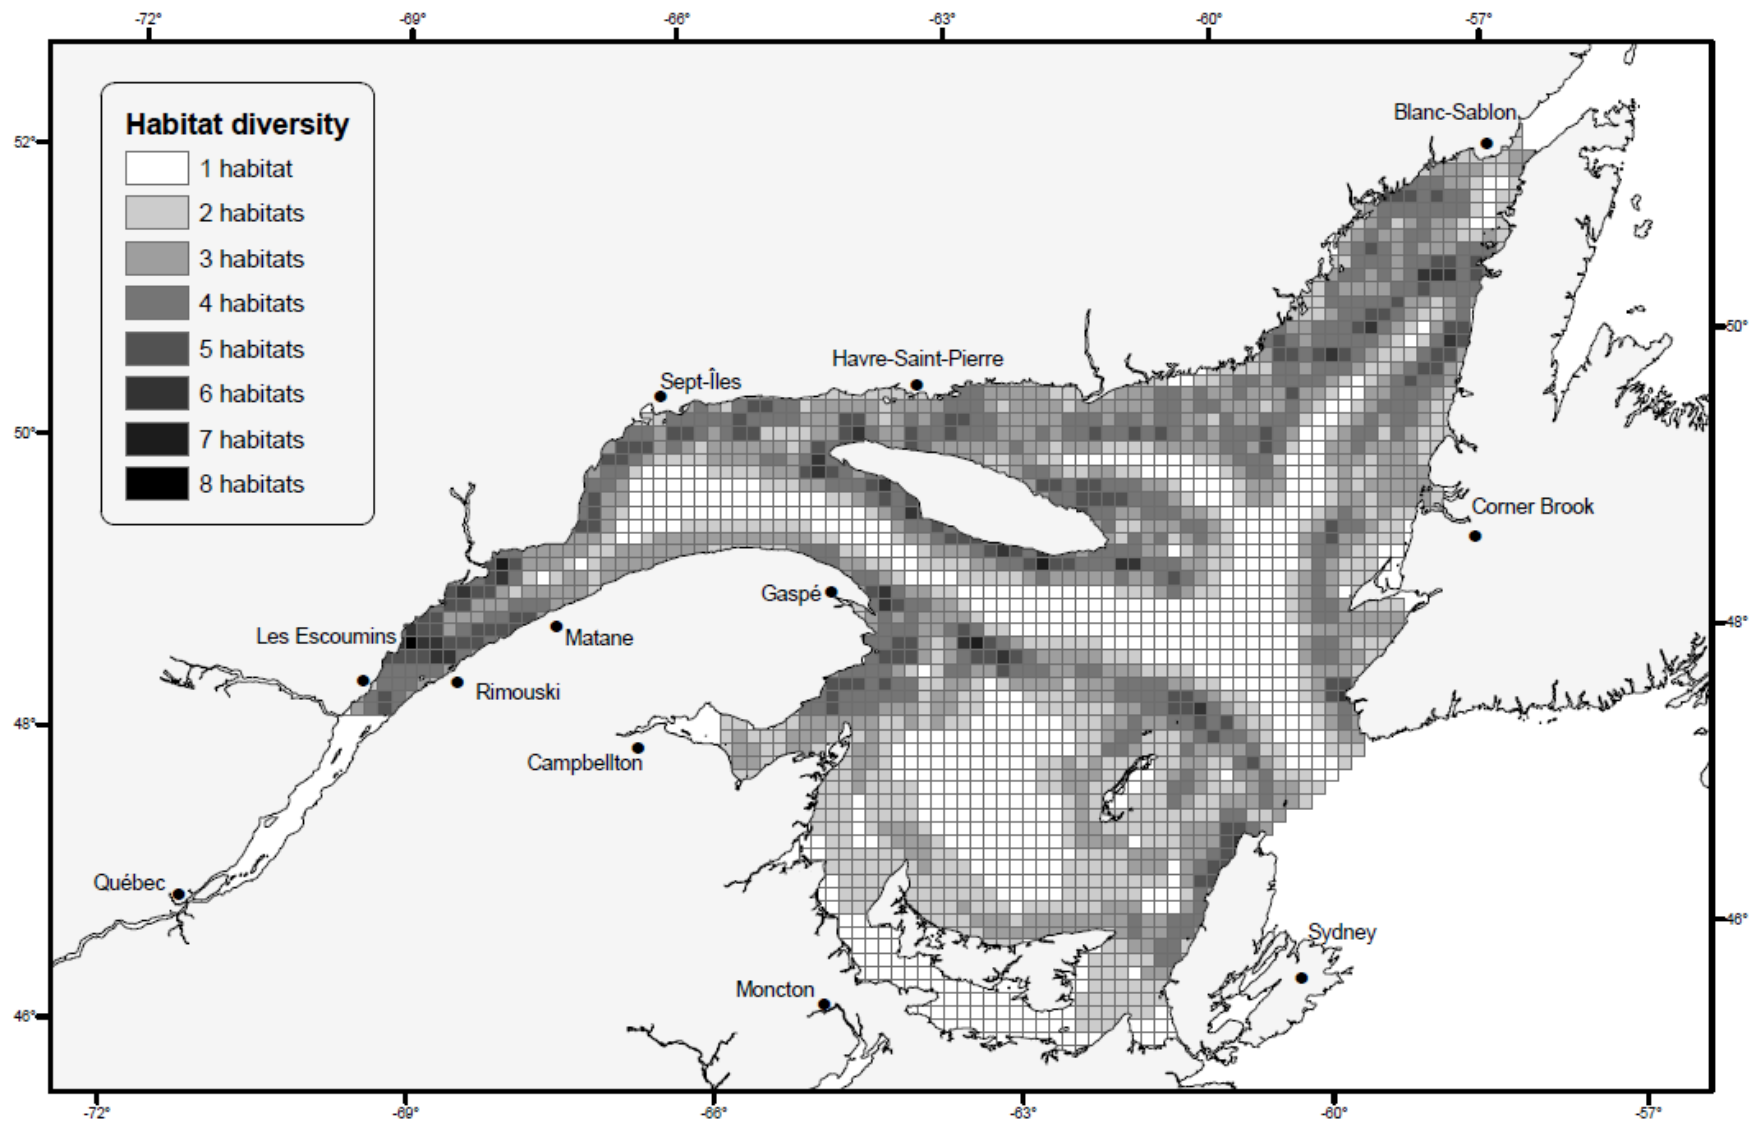 -72° -69° -66° -63° -60° -57°
Habitat diversity
1 habitat
2 habitats
3 habitats
4 habitats
5 habitats
6 habitats
7 habitats
8 habitats
Blanc-Sablon
52°
50°
Havre-Saint-Pierre
Sept-Îles
50°
Corner Brook
Gaspé
Les Escoumins
Matane
48°
Rimouski
48°
Campbellton
Québec
46°
Sydney
Moncton
46°
-72° -69° -66° -63° -60° -57°